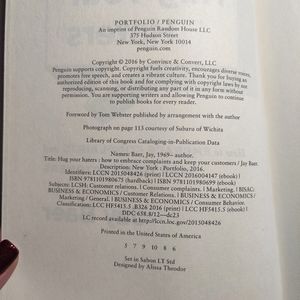 PORTFOLIO / PENGUIN
An imprint of Penguin Random House LLC
375 Hudson Street
New York, New York 10014
penguin.com
Copyright © 2016 by Convince & Convert, LLC
Penguin supports copyright. Copyright fuels creativity, encourages diverse voices,
promotes free speech, and creates a vibrant culture. Thank you for buying an
authorized edition of this book and for complying with copyright laws by not
reproducing, scanning, or distributing any part of it in any form without
permission. You are supporting writers and allowing Penguin to continue
to publish books for every reader.
Foreword by Tom Webster published by arrangement with the author
Photograph on page 113 courtesy of Subaru of Wichita
Library of Congress Cataloging-in-Publication Data
Names: Baer, Jay, 1969– author.
Title: Hug your haters : how to embrace complaints and keep your customers / Jay Baer.
Description: New York : Portfolio, 2016.
Identifiers: LCCN 2015048426 (print) | LCCN 2016004147 (ebook) |
ISBN 9781101980675 (hardback) | ISBN 9781101980699 (ebook)
Subjects: LCSH: Customer relations. | Consumer complaints. | Marketing. | BISAC:
BUSINESS & ECONOMICS / Customer Relations. | BUSINESS & ECONOMICS /
Marketing / General. | BUSINESS & ECONOMICS / Consumer Behavior.
Classification: LCC HF5415.5 .B326 2016 (print) | LCC HF5415.5 (ebook) |
DDC 658.8/12—dc23
LC record available at http://lccn.loc.gov/2015048426
Printed in the United States of America
5 7 9 10 8 6
Set in Sabon LT Std
Designed by Alissa Theodor